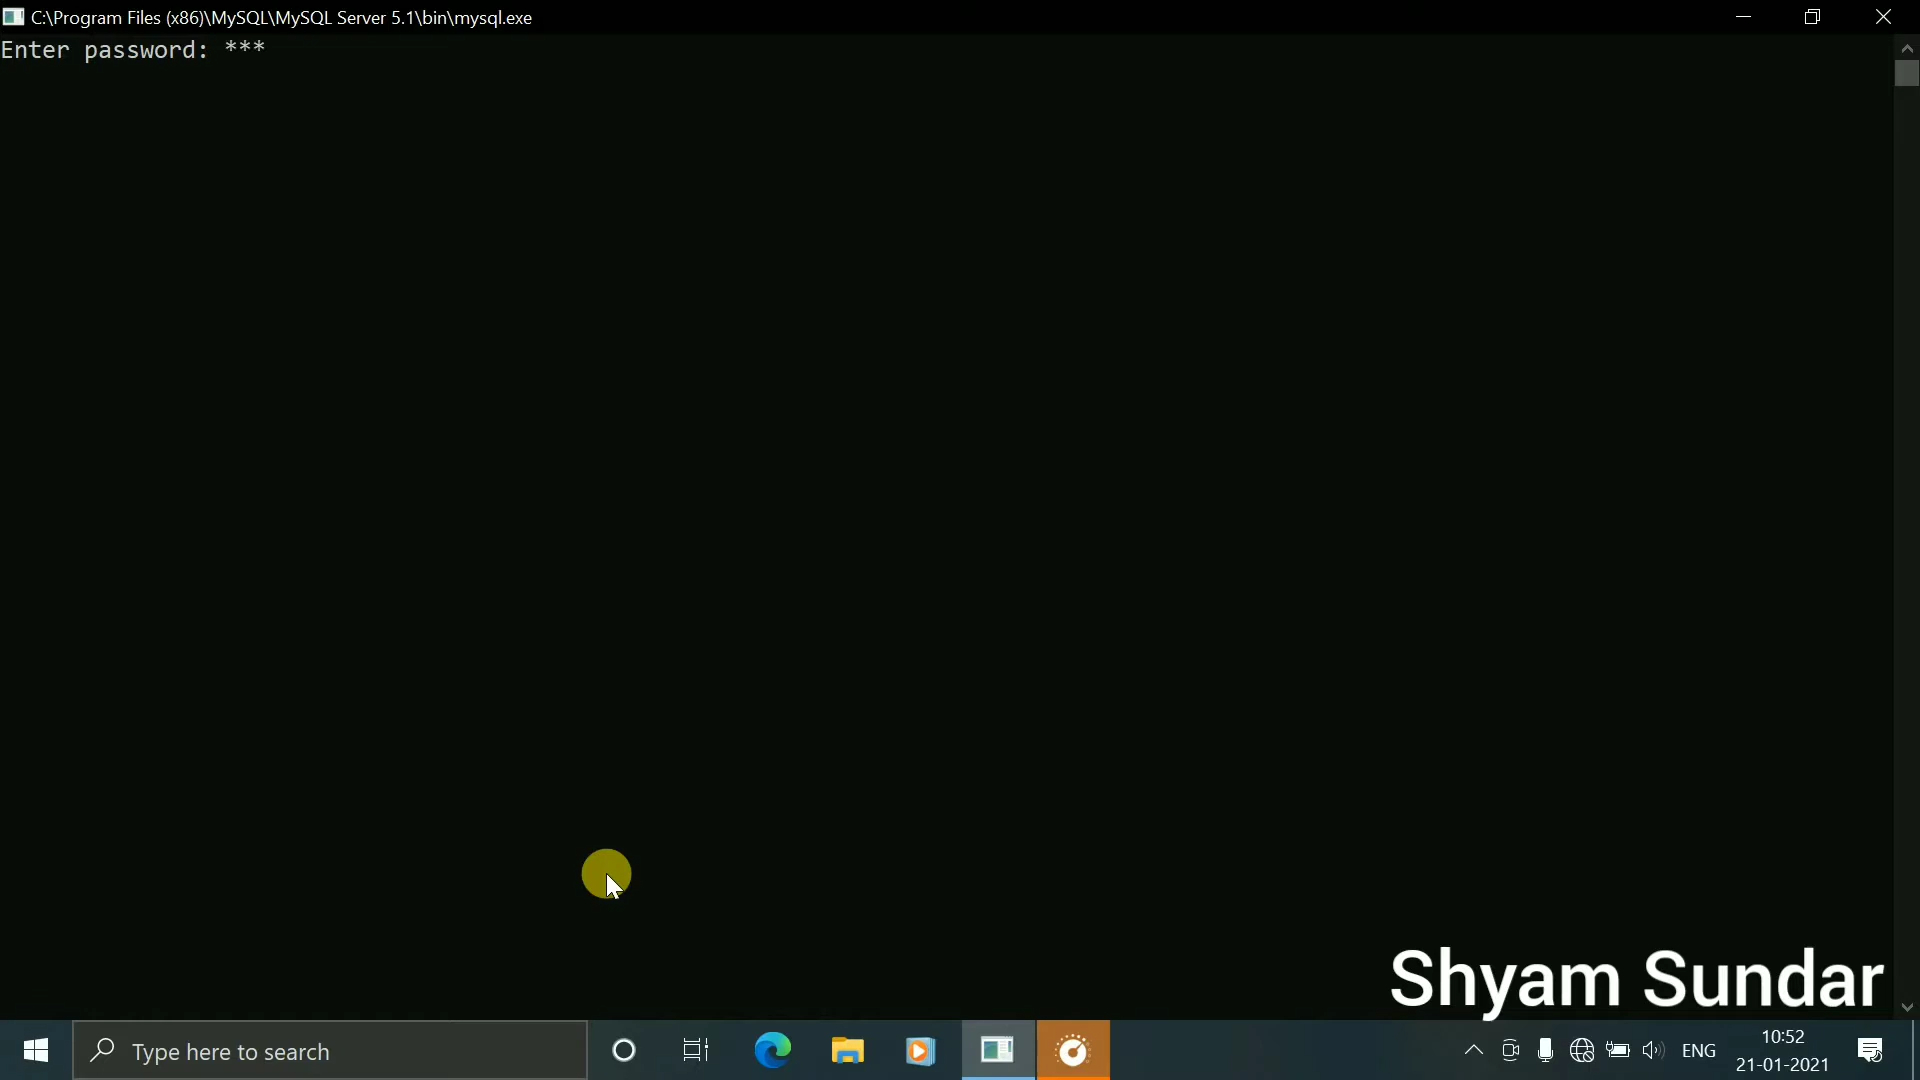 C:\Program Files (x86)\MySQL\MySQL Server 5.1\bin\mysql.exe
Enter password: ***
Shyam Sundar
Type here to search
ENG
10:52
21-01-2021